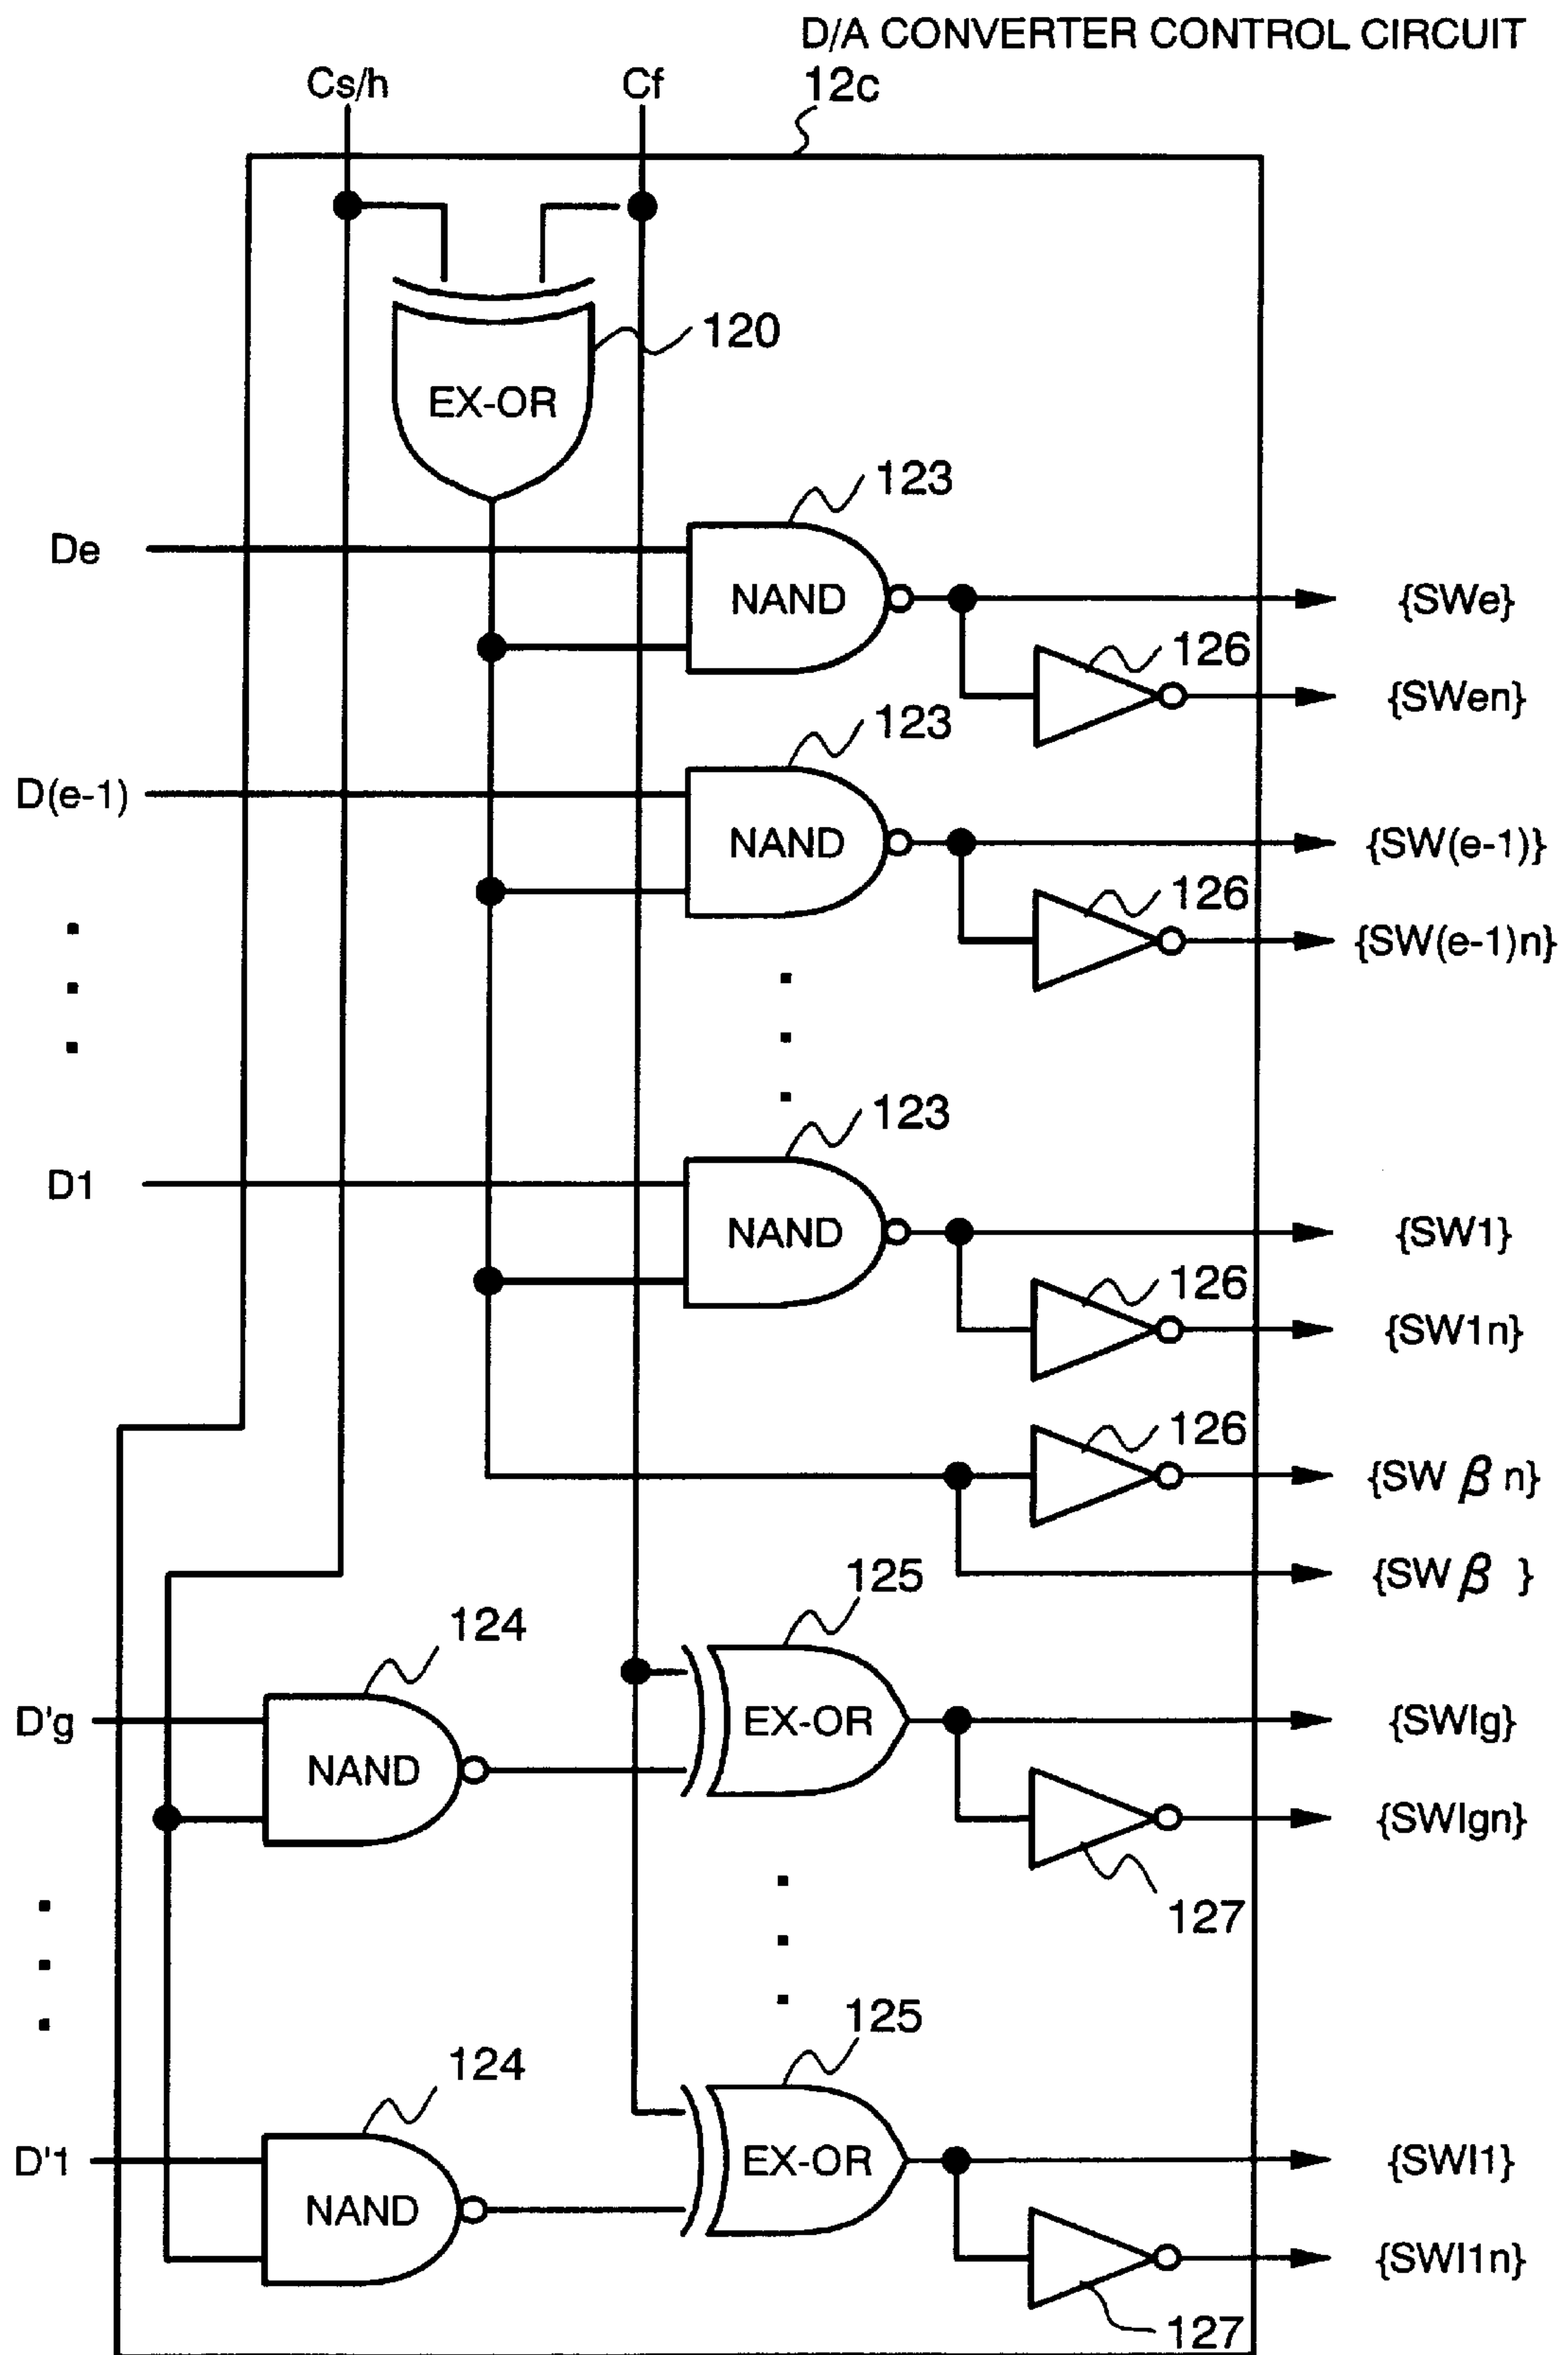 D/A CONVERTER CONTROL CIRCUIT
Cs/h
Cf
12c
120
EX-OR
123
De
NAND
{SWe}
126
{SWen}
123
D(e-1)
NAND
{SW(e-1)}
126
{SW(e-1)n}
123
D1
NAND
{SW1}
126
{SW1n}
126
{SW β n}
{SW β }
125
124
D'g
NAND
EX-OR
{SWIg}
{SWIgn}
127
125
124
D'1
NAND
EX-OR
{SWI1}
{SWI1n}
127